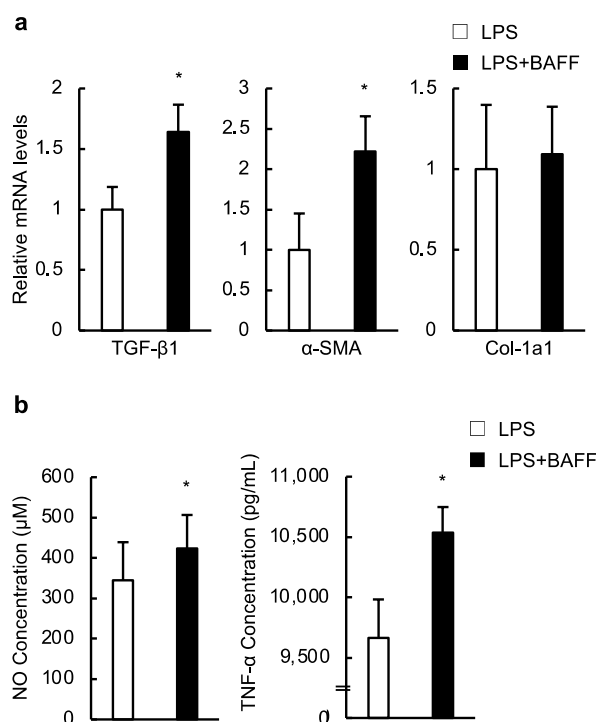 a
LPS
LPS+BAFF
Relative mRNA levels
2
1.5
1
0.5
0
TGF-β1
*
3
2.5
2
1.5
1
0.5
0
α-SMA
*
1.5
1
0.5
0
Col-1a1
b
LPS
LPS+BAFF
NO Concentration (µM)
600
500
400
300
200
100
0
*
TNF-α Concentration (pg/mL)
11,000
10,500
10,000
9,500
0
*